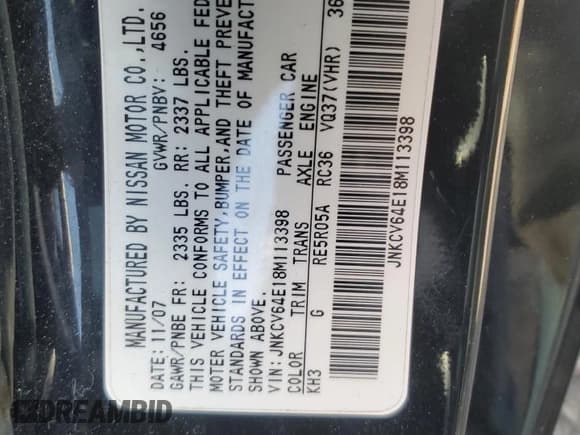 MANUFACTURED BY NISSAN MOTOR CO.,LTD.
DATE: 11/07 GVWR/PNBV: 4656
GAWR/PNBE FR: 2335 LBS. RR: 2337 LBS.
THIS VEHICLE CONFORMS TO ALL APPLICABLE FED
MOTOR VEHICLE SAFETY, BUMPER, AND THEFT PREVE
STANDARDS IN EFFECT ON THE DATE OF MANUFACT
SHOWN ABOVE.
VIN: JNKCV64E18M113398 PASSENGER CAR
COLOR TRIM TRANS AXLE ENGINE
KH3 G RE5R05A RC36 VQ37(VHR) 36
JNKCV64E18M113398
DREAMBID